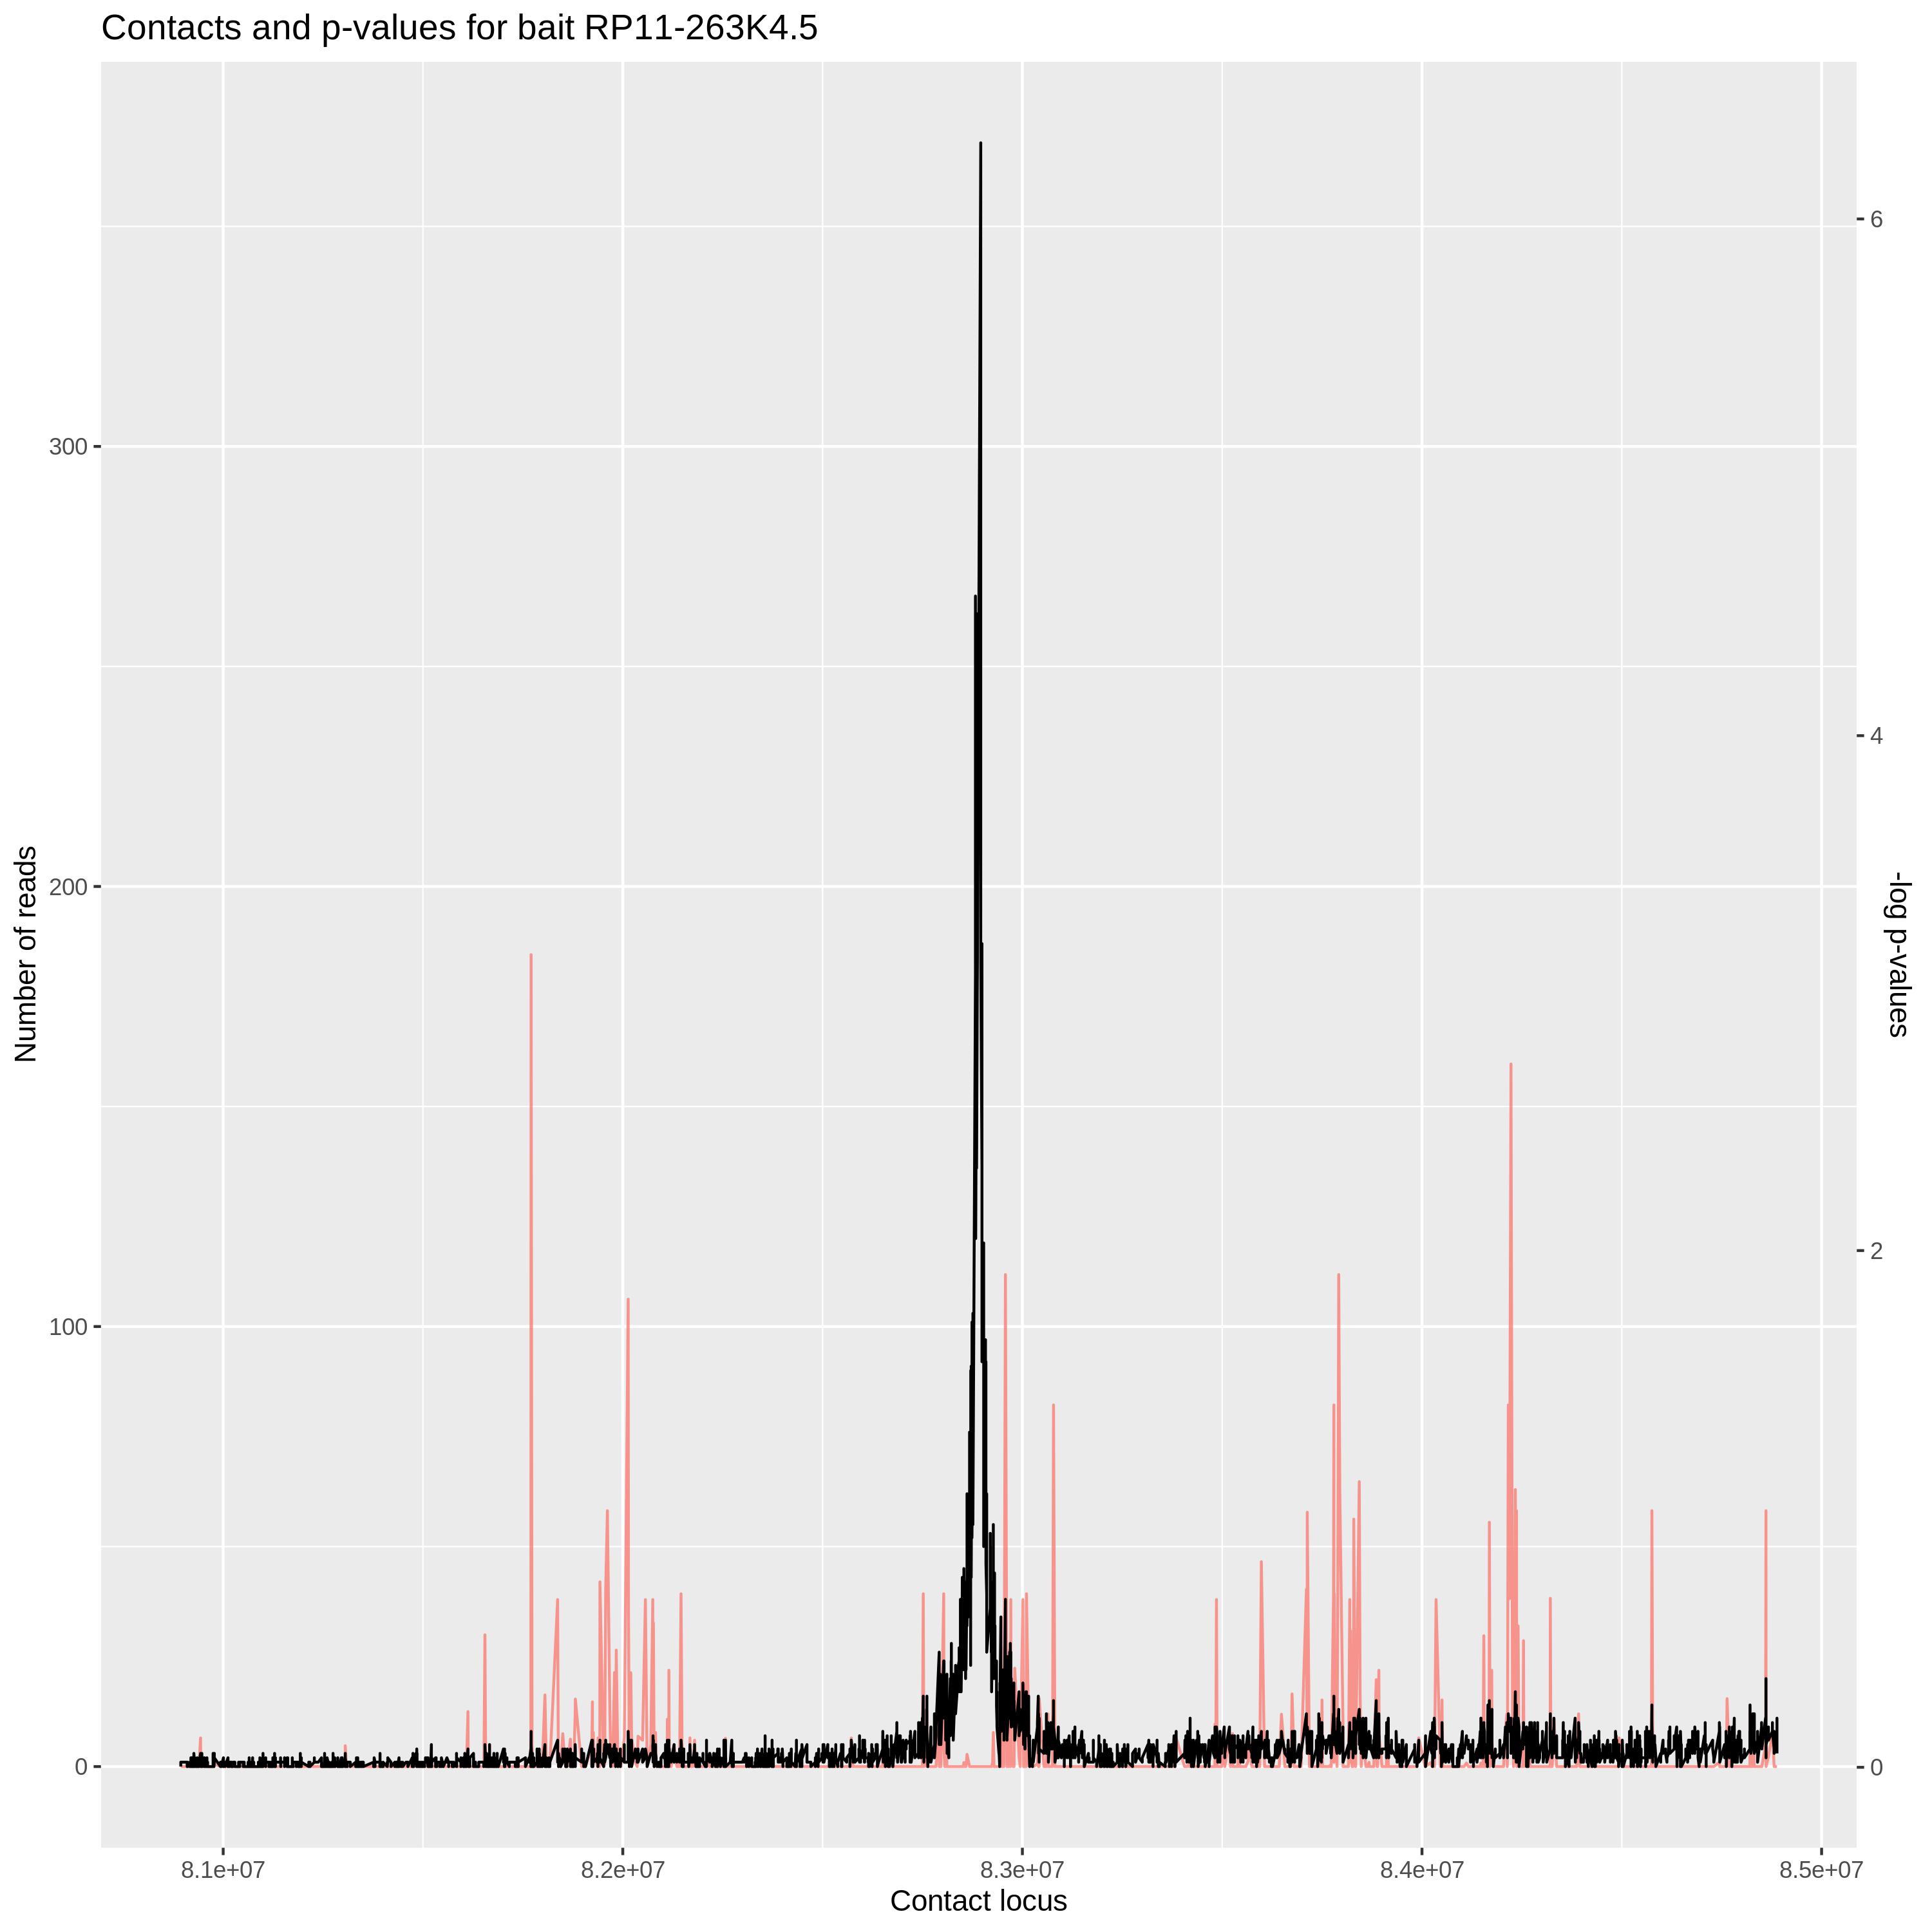 Contacts and p-values for bait RP11-263K4.5
Number of reads
300
200
100
0
6
4
2
0
-log p-values
8.1e+07 8.2e+07 8.3e+07 8.4e+07 8.5e+07
Contact locus